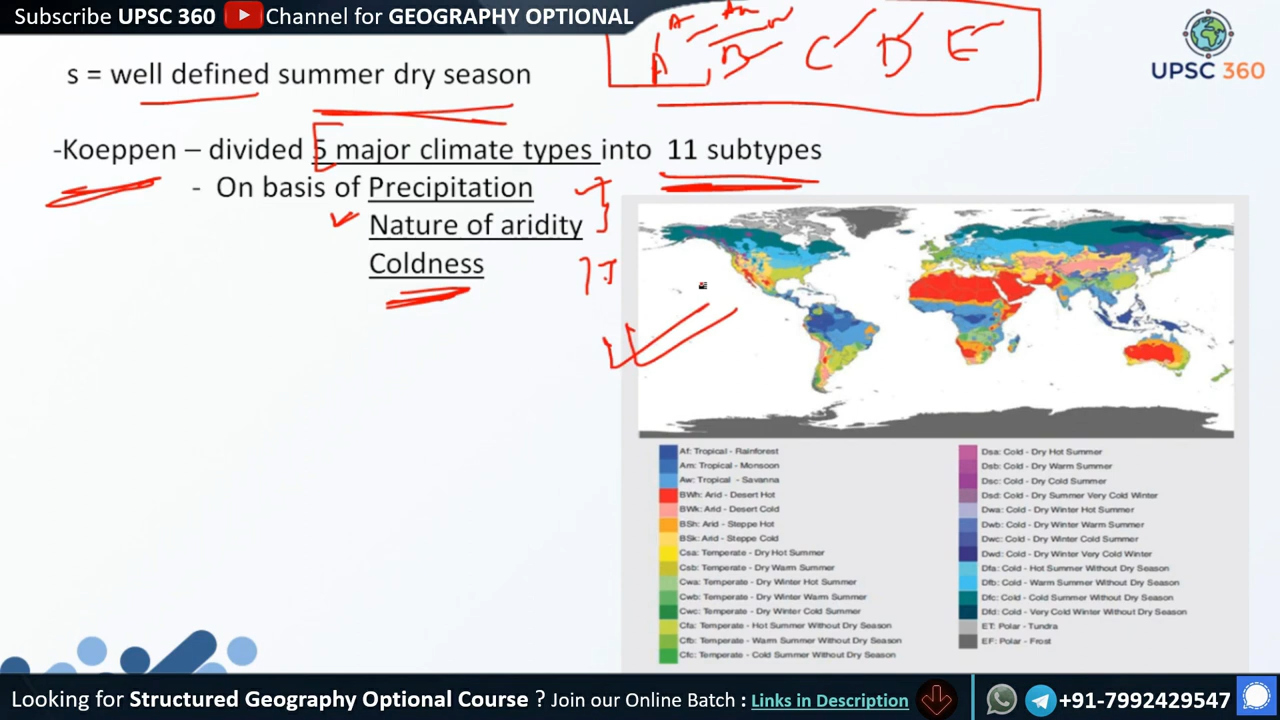 Subscribe UPSC 360 Channel for GEOGRAPHY OPTIONAL
A Am w
A B C D E
UPSC 360
s = well defined summer dry season
-Koeppen – divided 5 major climate types into 11 subtypes
- On basis of Precipitation
Nature of aridity
Coldness
Af: Tropical - Rainforest
Am: Tropical - Monsoon
Aw: Tropical - Savanna
BWh: Arid - Desert Hot
BWk: Arid - Desert Cold
BSh: Arid - Steppe Hot
BSk: Arid - Steppe Cold
Csa: Temperate - Dry Hot Summer
Csb: Temperate - Dry Warm Summer
Cwa: Temperate - Dry Winter Hot Summer
Cwb: Temperate - Dry Winter Warm Summer
Cwc: Temperate - Dry Winter Cold Summer
Cfa: Temperate - Hot Summer Without Dry Season
Cfb: Temperate - Warm Summer Without Dry Season
Cfc: Temperate - Cold Summer Without Dry Season
Dsa: Cold - Dry Hot Summer
Dsb: Cold - Dry Warm Summer
Dsc: Cold - Dry Cold Summer
Dsd: Cold - Dry Summer Very Cold Winter
Dwa: Cold - Dry Winter Hot Summer
Dwb: Cold - Dry Winter Warm Summer
Dwc: Cold - Dry Winter Cold Summer
Dwd: Cold - Dry Winter Very Cold Winter
Dfa: Cold - Hot Summer Without Dry Season
Dfb: Cold - Warm Summer Without Dry Season
Dfc: Cold - Cold Summer Without Dry Season
Dfd: Cold - Very Cold Winter Without Dry Season
ET: Polar - Tundra
EF: Polar - Frost
Looking for Structured Geography Optional Course ? Join our Online Batch : Links in Description
+91-7992429547